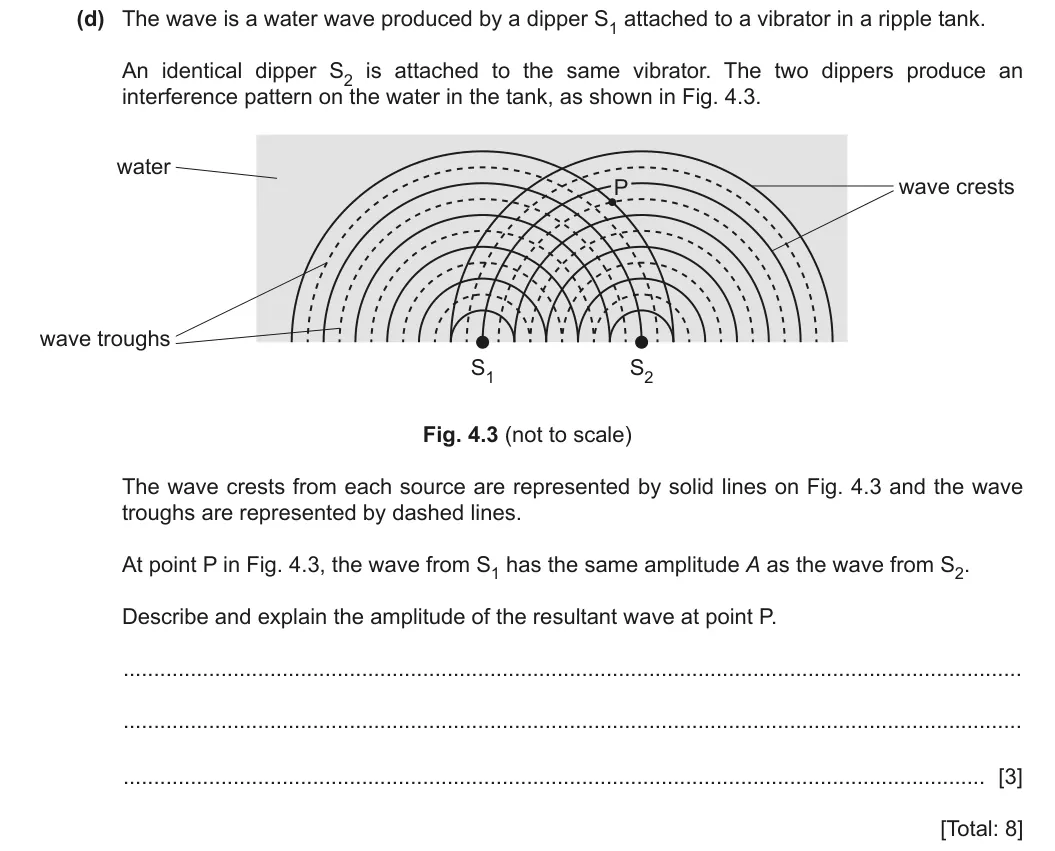 (d) The wave is a water wave produced by a dipper S1 attached to a vibrator in a ripple tank.
An identical dipper S2 is attached to the same vibrator. The two dippers produce an
interference pattern on the water in the tank, as shown in Fig. 4.3.
water
P
wave crests
wave troughs
S1
S2
Fig. 4.3 (not to scale)
The wave crests from each source are represented by solid lines on Fig. 4.3 and the wave
troughs are represented by dashed lines.
At point P in Fig. 4.3, the wave from S1 has the same amplitude A as the wave from S2.
Describe and explain the amplitude of the resultant wave at point P.
[3]
[Total: 8]